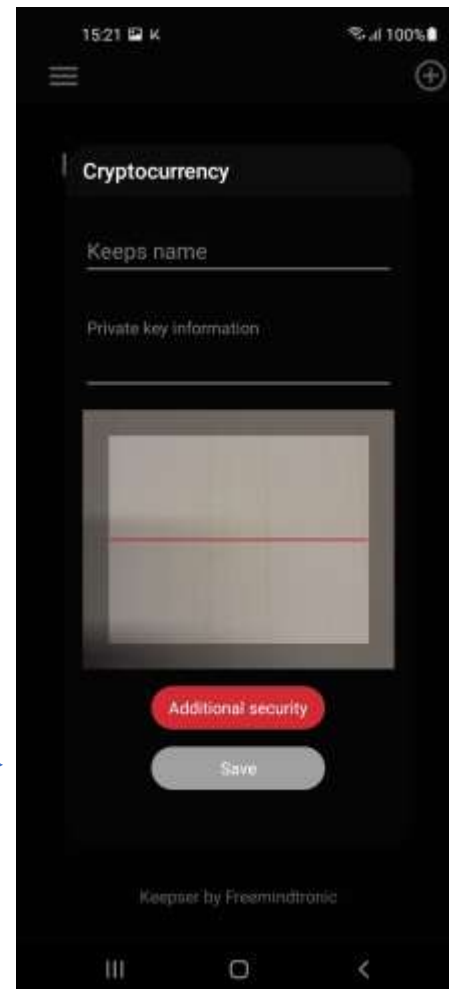 15:21 K 100%
Cryptocurrency
Keeps name
Private key information
Additional security
Save
Keepser by Freemindtronic